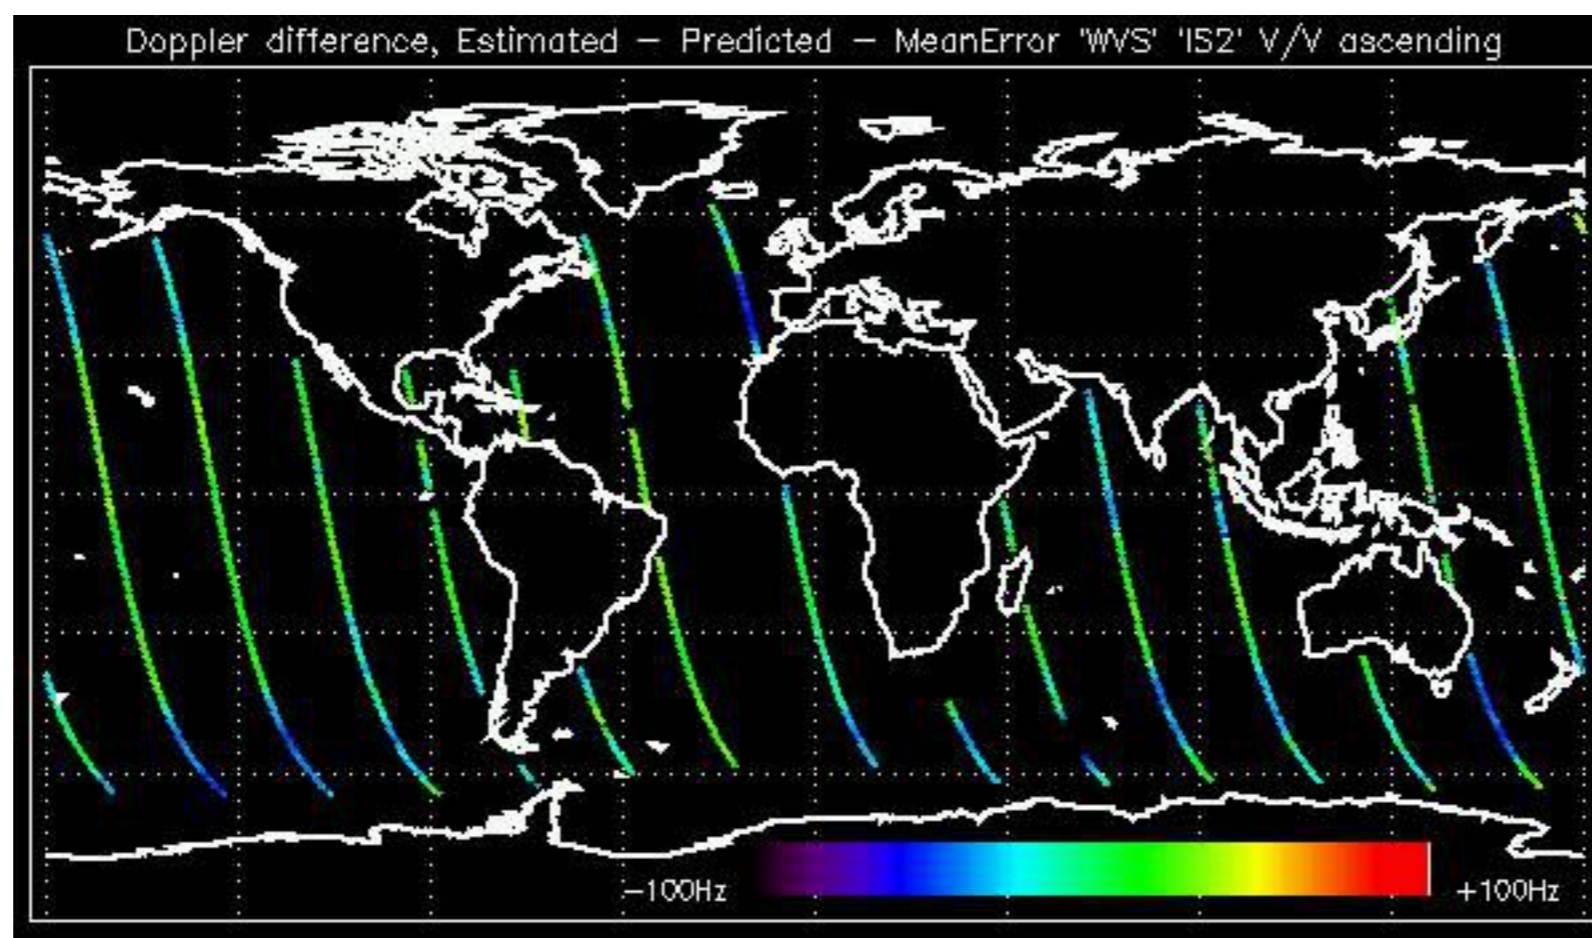 Doppler difference, Estimated – Predicted – MeanError 'WVS' 'IS2' V/V ascending
–100Hz
+100Hz